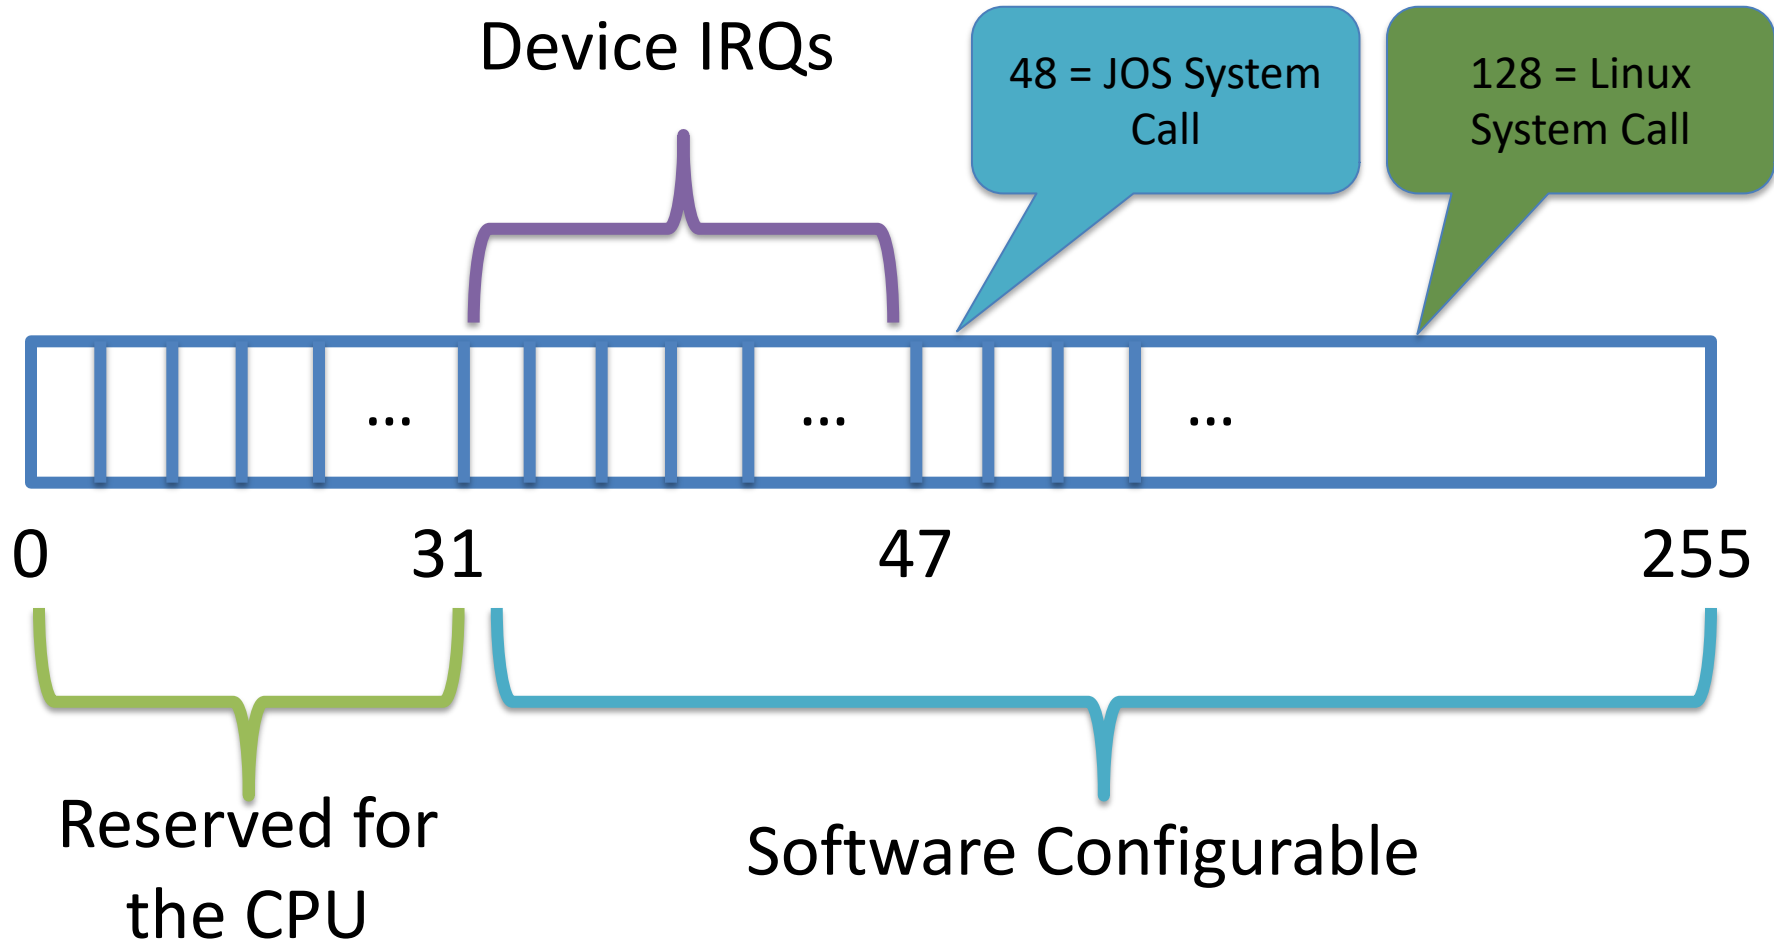 Device IRQs
48 = JOS System
Call
128 = Linux
System Call
...
...
...
0
31
47
255
Reserved for
the CPU
Software Configurable